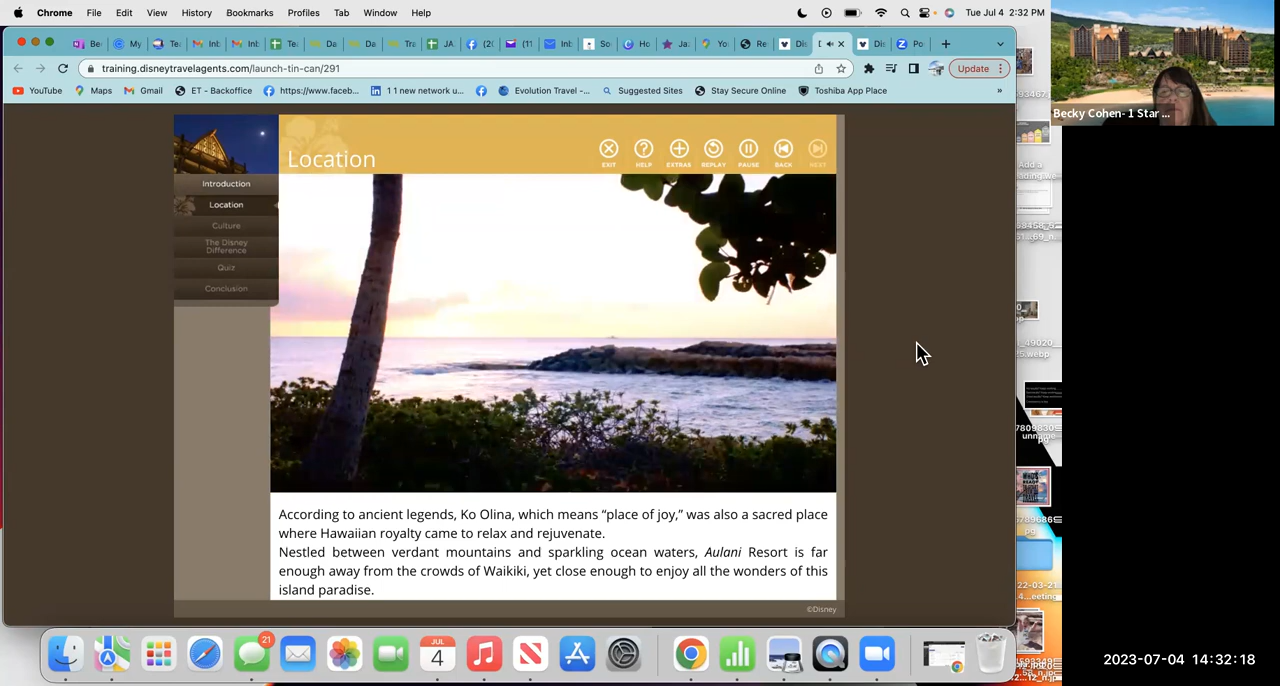 Chrome File Edit View History Bookmarks Profiles Tab Window Help
Tue Jul 4 2:32 PM
training.disneytravelagents.com/launch-tin-can/291
Update
YouTube Maps Gmail ET - Backoffice https://www.faceb... 1 1 new network u... Evolution Travel -... Suggested Sites Stay Secure Online Toshiba App Place »
Becky Cohen- 1 Star ...
Location
EXIT HELP EXTRAS REPLAY PAUSE BACK NEXT
Introduction
Location
Culture
The Disney
Difference
Quiz
Conclusion
According to ancient legends, Ko Olina, which means “place of joy,” was also a sacred place
where Hawaiian royalty came to relax and rejuvenate.
Nestled between verdant mountains and sparkling ocean waters, Aulani Resort is far
enough away from the crowds of Waikiki, yet close enough to enjoy all the wonders of this
island paradise.
©Disney
21
JUL
4
2023-07-04 14:32:18